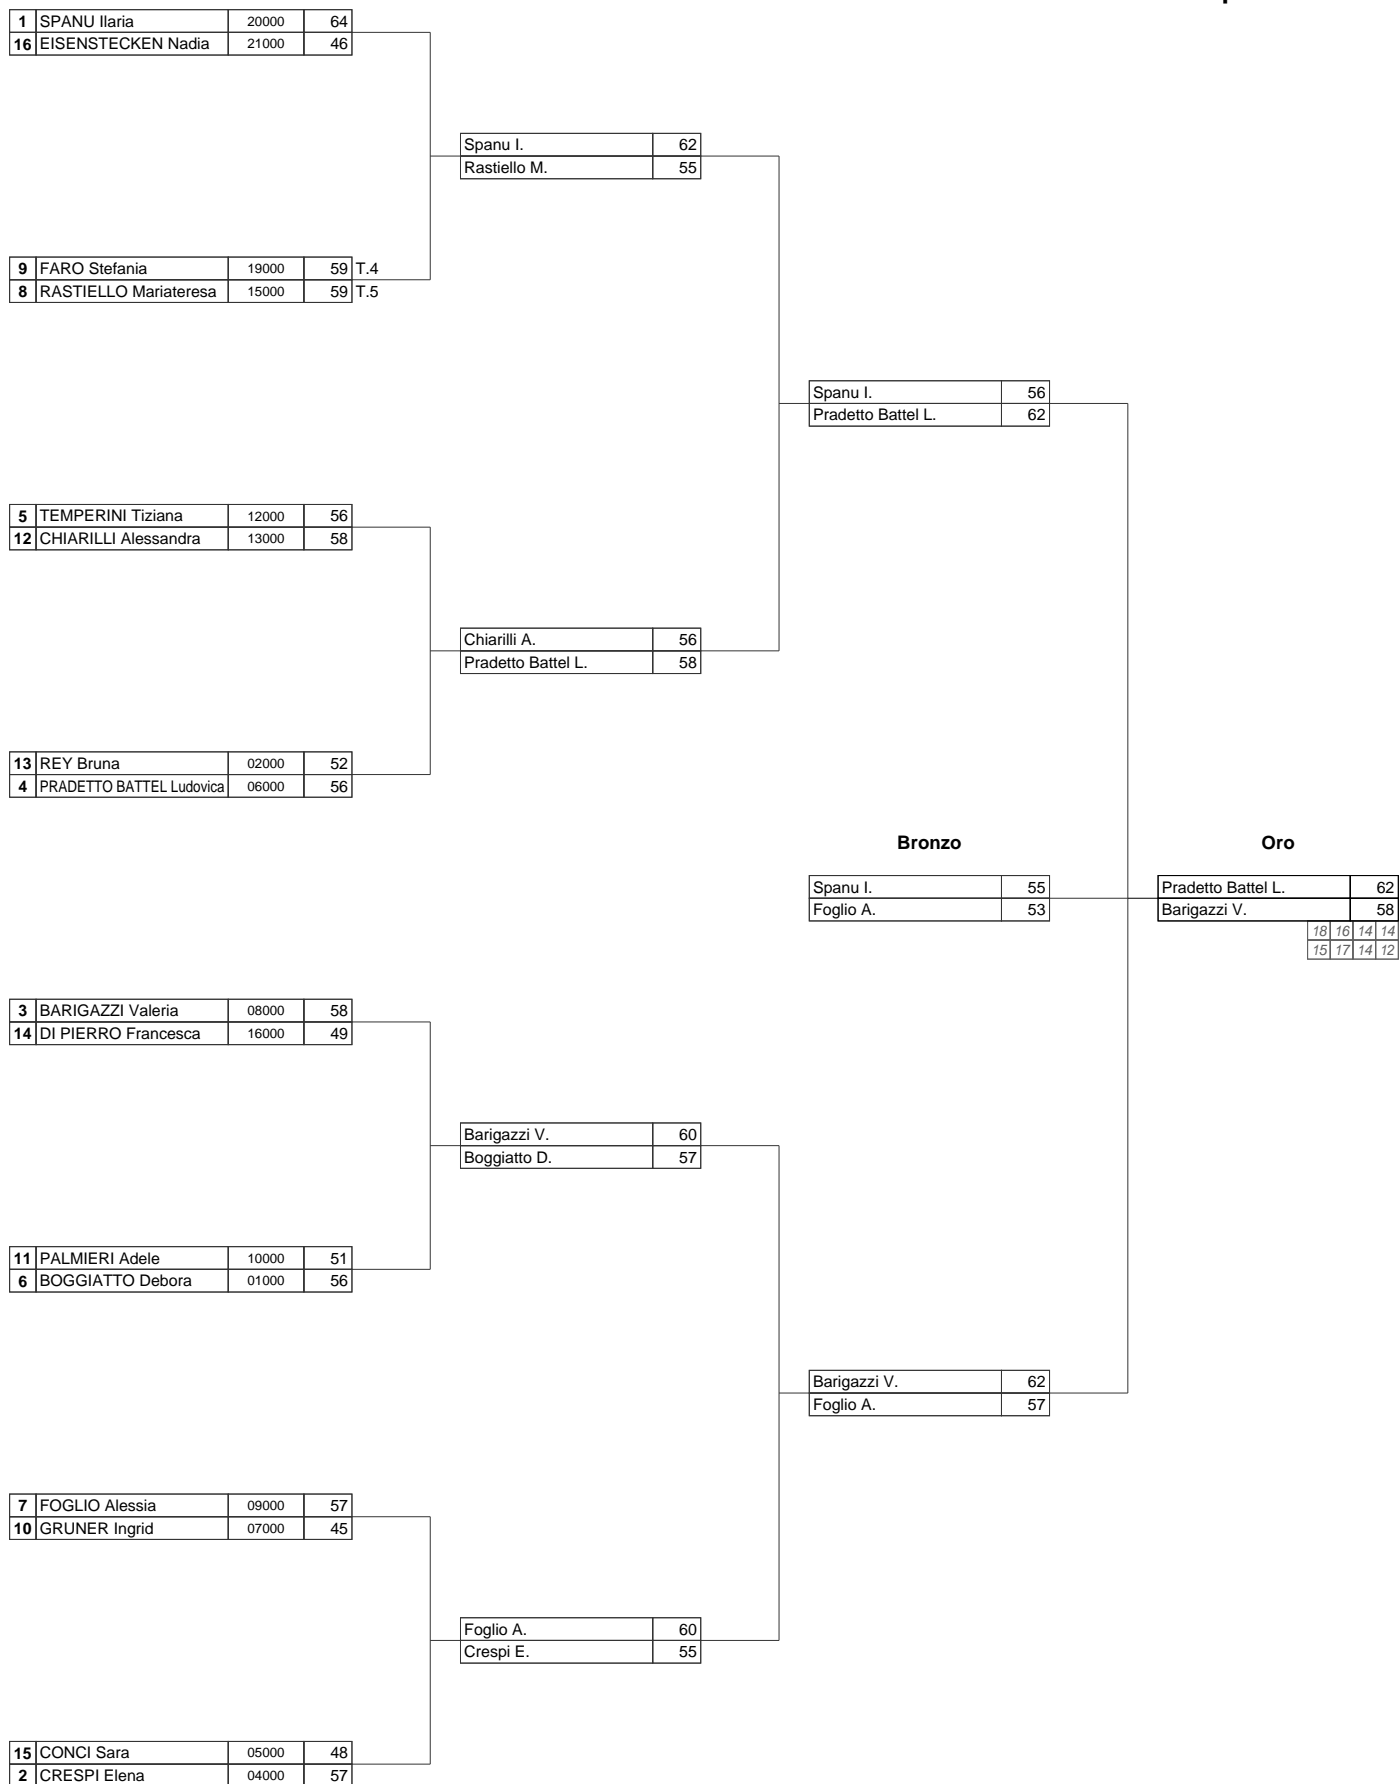 1 SPANU Ilaria 20000 64
16 EISENSTECKEN Nadia 21000 46
Spanu I. 62
Rastiello M. 55
9 FARO Stefania 19000 59 T.4
8 RASTIELLO Mariateresa 15000 59 T.5
Spanu I. 56
Pradetto Battel L. 62
5 TEMPERINI Tiziana 12000 56
12 CHIARILLI Alessandra 13000 58
Chiarilli A. 56
Pradetto Battel L. 58
13 REY Bruna 02000 52
4 PRADETTO BATTEL Ludovica 06000 56
Bronzo Oro
Spanu I. 55 Pradetto Battel L. 62
Foglio A. 53 Barigazzi V. 58
18 16 14 14
15 17 14 12
3 BARIGAZZI Valeria 08000 58
14 DI PIERRO Francesca 16000 49
Barigazzi V. 60
Boggiatto D. 57
11 PALMIERI Adele 10000 51
6 BOGGIATTO Debora 01000 56
Barigazzi V. 62
Foglio A. 57
7 FOGLIO Alessia 09000 57
10 GRUNER Ingrid 07000 45
Foglio A. 60
Crespi E. 55
15 CONCI Sara 05000 48
2 CRESPI Elena 04000 57